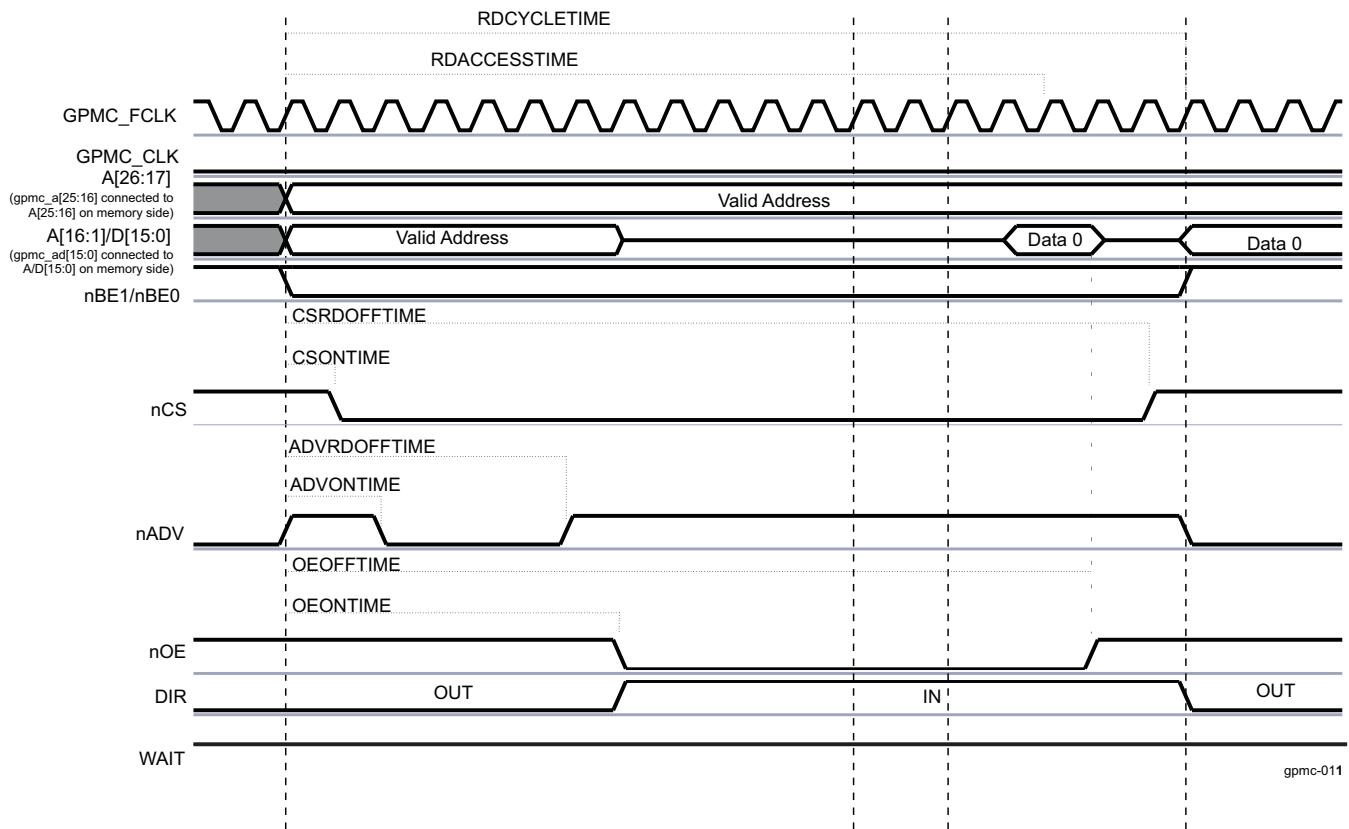 RDCYCLETIME
RDACCESSTIME
GPMC_FCLK
GPMC_CLK
A[26:17]
(gpmc_a[25:16] connected to
A[25:16] on memory side)
Valid Address
A[16:1]/D[15:0]
(gpmc_ad[15:0] connected to
A/D[15:0] on memory side)
Valid Address
Data 0
Data 0
nBE1/nBE0
CSRDOFFTIME
CSONTIME
nCS
ADVRDOFFTIME
ADVONTIME
nADV
OEOFFTIME
OEONTIME
nOE
DIR
OUT
IN
OUT
WAIT
gpmc-011